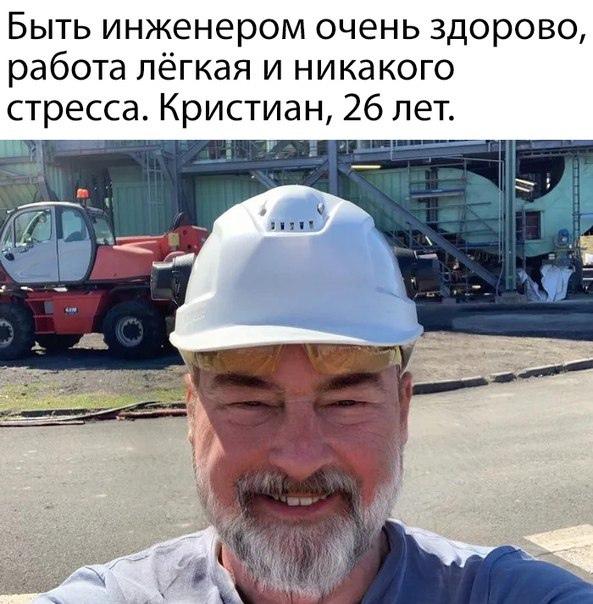 Быть инженером очень здорово,
работа лёгкая и никакого
стресса. Кристиан, 26 лет.